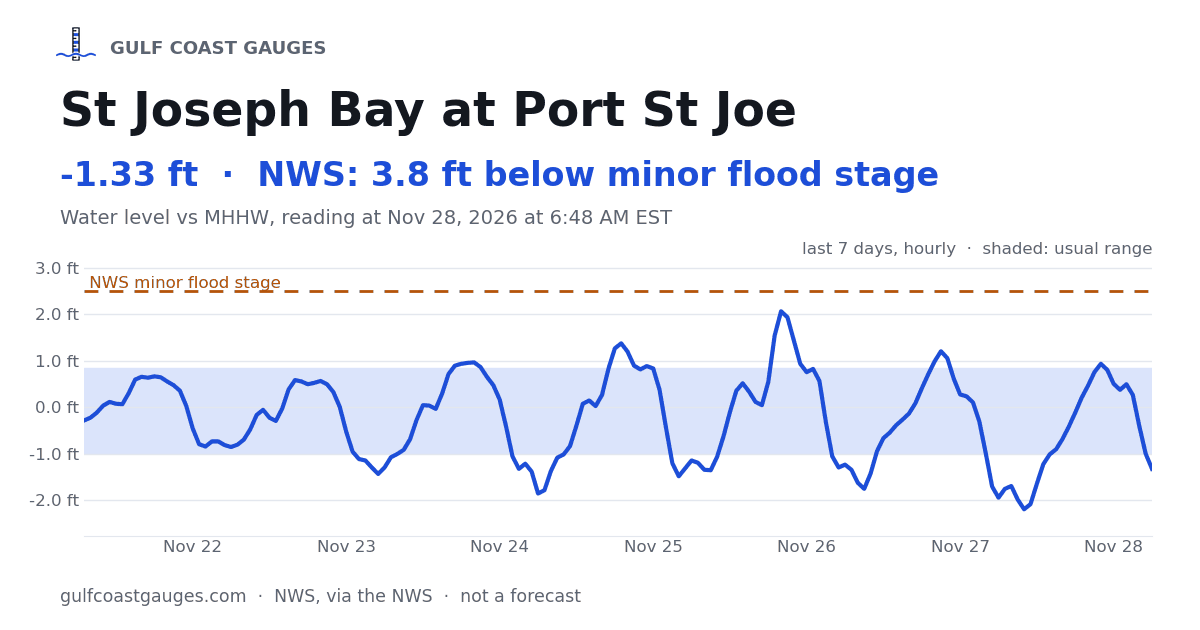 GULF COAST GAUGES
St Joseph Bay at Port St Joe
-1.33 ft · NWS: 3.8 ft below minor flood stage
Water level vs MHHW, reading at Nov 28, 2026 at 6:48 AM EST
last 7 days, hourly · shaded: usual range
3.0 ft
NWS minor flood stage
2.0 ft
1.0 ft
0.0 ft
-1.0 ft
-2.0 ft
Nov 22 Nov 23 Nov 24 Nov 25 Nov 26 Nov 27 Nov 28
gulfcoastgauges.com · NWS, via the NWS · not a forecast